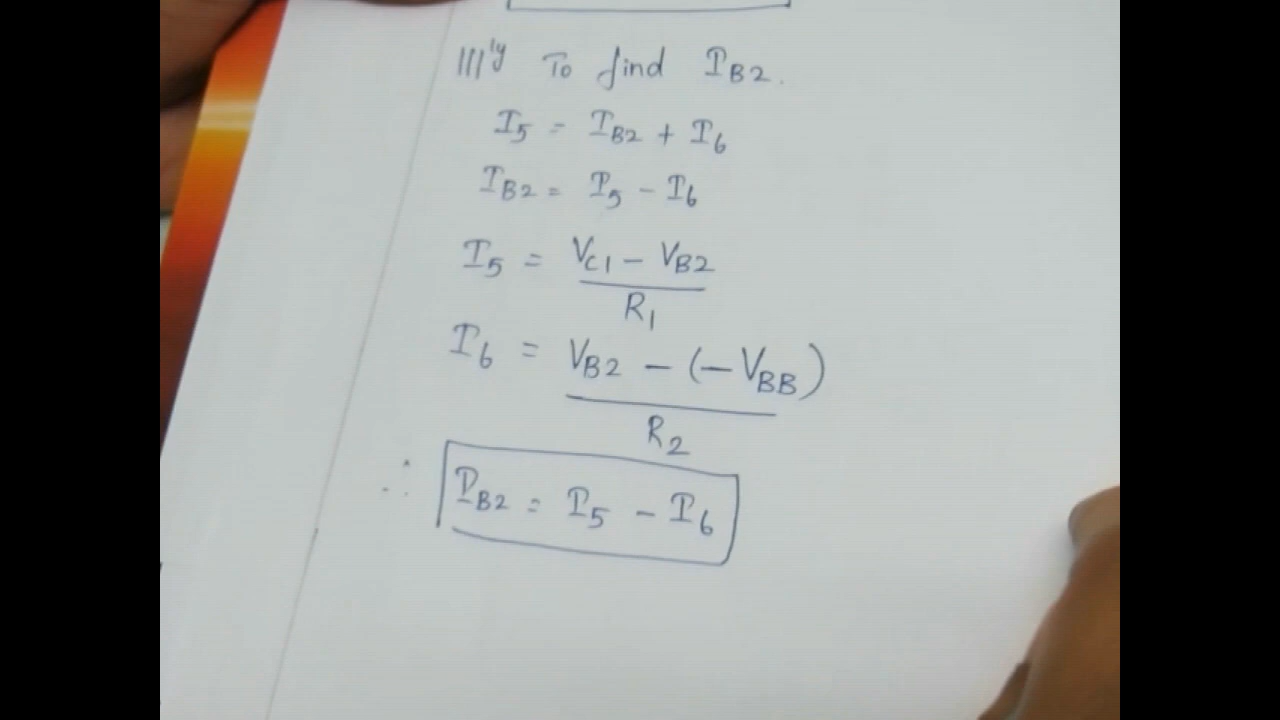 |||'ly To find I_B2.
I_5 = I_B2 + I_6
I_B2 = I_5 - I_6
I_5 = (V_C1 - V_B2) / R_1
I_6 = (V_B2 - (-V_BB)) / R_2
∴ I_B2 = I_5 - I_6